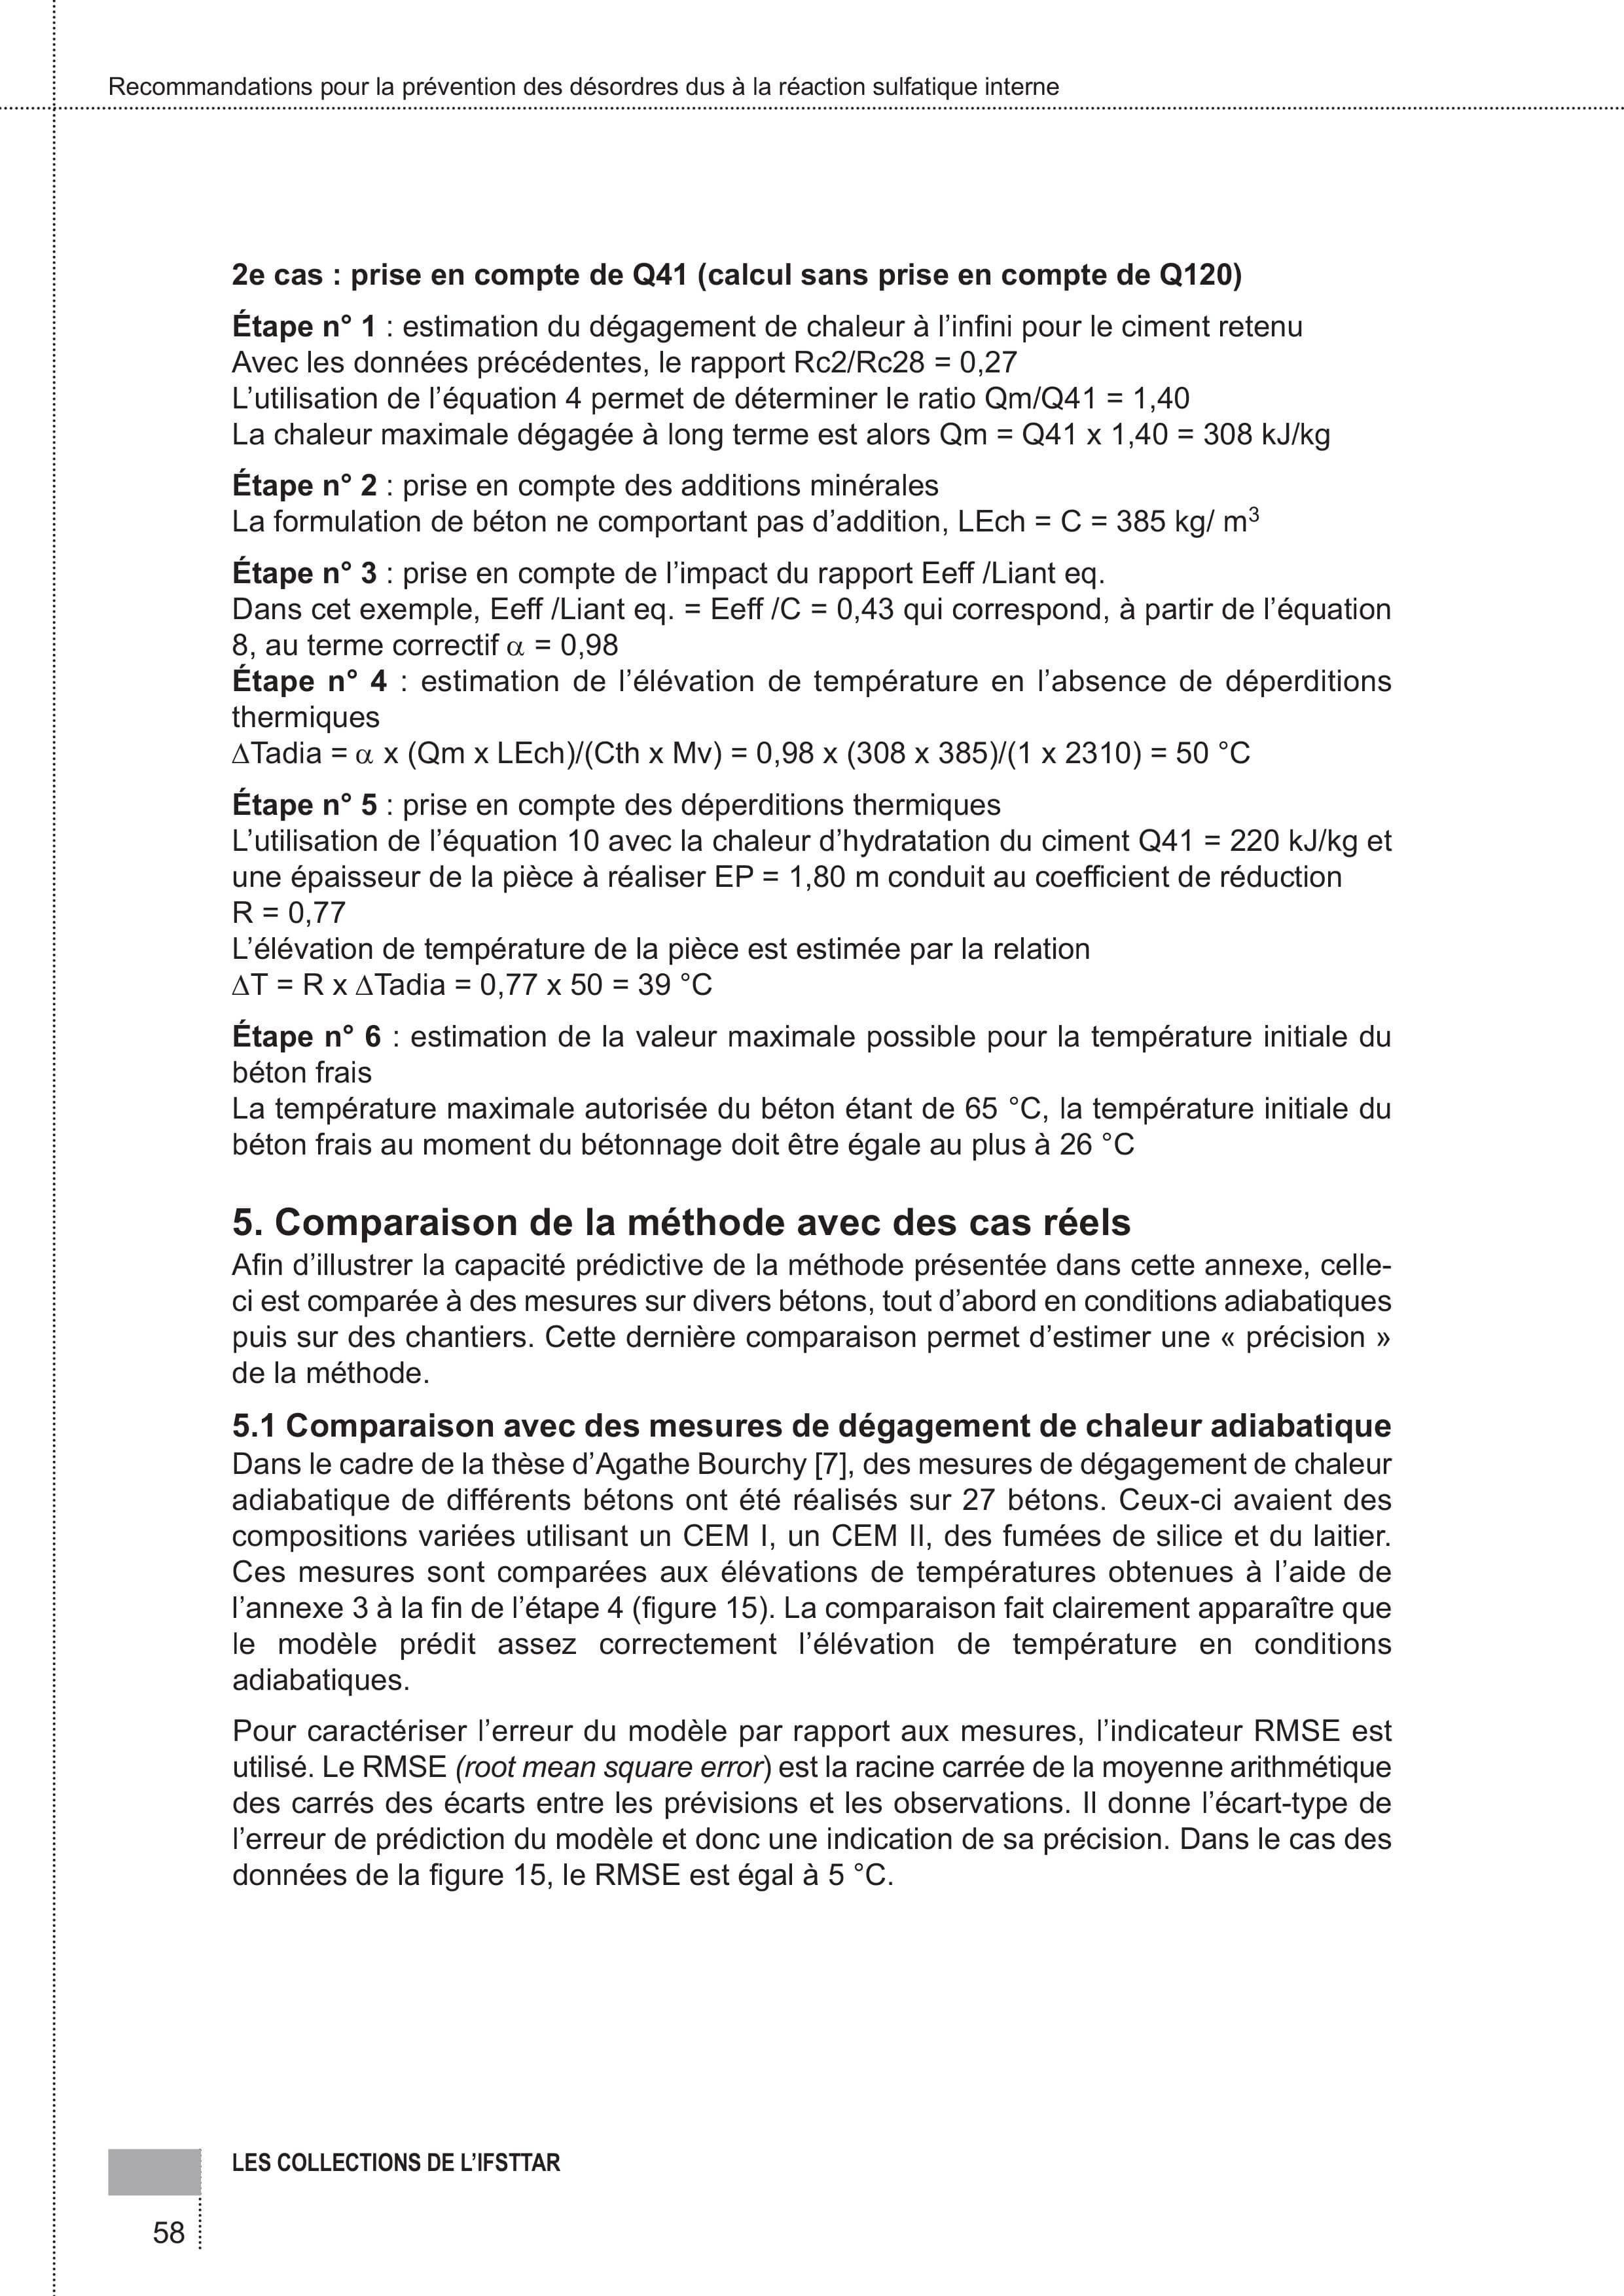 Recommandations pour la prévention des désordres dus à la réaction sulfatique interne
2e cas : prise en compte de Q41 (calcul sans prise en compte de Q120)
Étape n° 1 : estimation du dégagement de chaleur à l’infini pour le ciment retenu
Avec les données précédentes, le rapport Rc2/Rc28 = 0,27
L’utilisation de l’équation 4 permet de déterminer le ratio Qm/Q41 = 1,40
La chaleur maximale dégagée à long terme est alors Qm = Q41 x 1,40 = 308 kJ/kg
Étape n° 2 : prise en compte des additions minérales
La formulation de béton ne comportant pas d’addition, LEch = C = 385 kg/ m³
Étape n° 3 : prise en compte de l’impact du rapport Eeff /Liant eq.
Dans cet exemple, Eeff /Liant eq. = Eeff /C = 0,43 qui correspond, à partir de l’équation
8, au terme correctif α = 0,98
Étape n° 4 : estimation de l’élévation de température en l’absence de déperditions
thermiques
∆Tadia = α x (Qm x LEch)/(Cth x Mv) = 0,98 x (308 x 385)/(1 x 2310) = 50 °C
Étape n° 5 : prise en compte des déperditions thermiques
L’utilisation de l’équation 10 avec la chaleur d’hydratation du ciment Q41 = 220 kJ/kg et
une épaisseur de la pièce à réaliser EP = 1,80 m conduit au coefficient de réduction
R = 0,77
L’élévation de température de la pièce est estimée par la relation
∆T = R x ∆Tadia = 0,77 x 50 = 39 °C
Étape n° 6 : estimation de la valeur maximale possible pour la température initiale du
béton frais
La température maximale autorisée du béton étant de 65 °C, la température initiale du
béton frais au moment du bétonnage doit être égale au plus à 26 °C
5. Comparaison de la méthode avec des cas réels
Afin d’illustrer la capacité prédictive de la méthode présentée dans cette annexe, celle-
ci est comparée à des mesures sur divers bétons, tout d’abord en conditions adiabatiques
puis sur des chantiers. Cette dernière comparaison permet d’estimer une « précision »
de la méthode.
5.1 Comparaison avec des mesures de dégagement de chaleur adiabatique
Dans le cadre de la thèse d’Agathe Bourchy [7], des mesures de dégagement de chaleur
adiabatique de différents bétons ont été réalisés sur 27 bétons. Ceux-ci avaient des
compositions variées utilisant un CEM I, un CEM II, des fumées de silice et du laitier.
Ces mesures sont comparées aux élévations de températures obtenues à l’aide de
l’annexe 3 à la fin de l’étape 4 (figure 15). La comparaison fait clairement apparaître que
le modèle prédit assez correctement l’élévation de température en conditions
adiabatiques.
Pour caractériser l’erreur du modèle par rapport aux mesures, l’indicateur RMSE est
utilisé. Le RMSE (root mean square error) est la racine carrée de la moyenne arithmétique
des carrés des écarts entre les prévisions et les observations. Il donne l’écart-type de
l’erreur de prédiction du modèle et donc une indication de sa précision. Dans le cas des
données de la figure 15, le RMSE est égal à 5 °C.
LES COLLECTIONS DE L’IFSTTAR
58